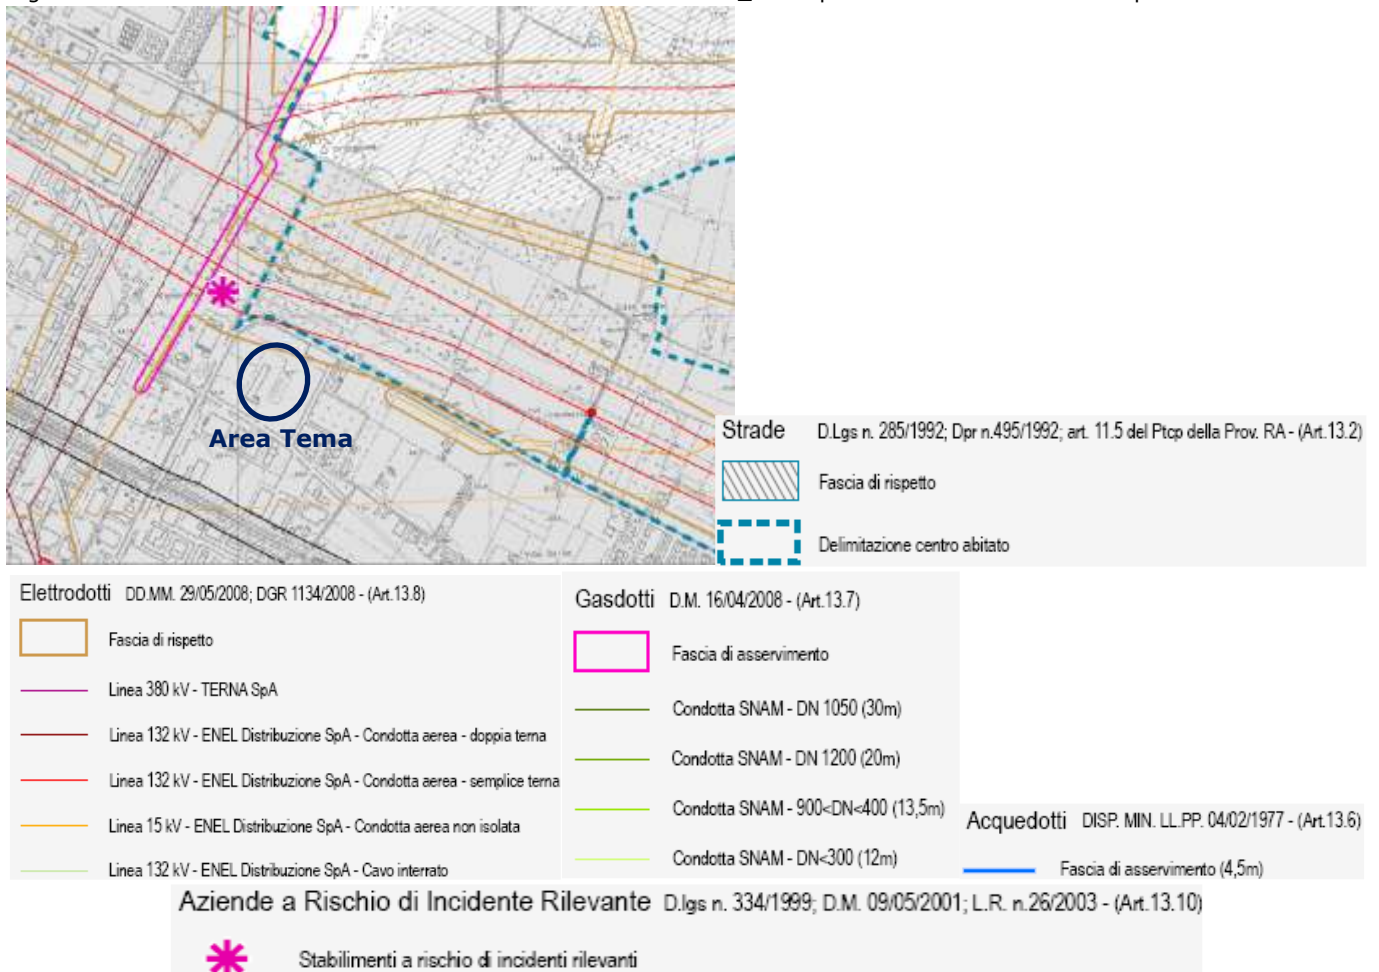 Area Tema
Strade D.Lgs n. 285/1992; Dpr n.495/1992; art. 11.5 del Ptcp della Prov. RA - (Art.13.2)
Fascia di rispetto
Delimitazione centro abitato
Elettrodotti DD.MM. 29/05/2008; DGR 1134/2008 - (Art.13.8)
Fascia di rispetto
Linea 380 kV - TERNA SpA
Linea 132 kV - ENEL Distribuzione SpA - Condotta aerea - doppia terna
Linea 132 kV - ENEL Distribuzione SpA - Condotta aerea - semplice terna
Linea 15 kV - ENEL Distribuzione SpA - Condotta aerea non isolata
Linea 132 kV - ENEL Distribuzione SpA - Cavo interrato
Gasdotti D.M. 16/04/2008 - (Art.13.7)
Fascia di asservimento
Condotta SNAM - DN 1050 (30m)
Condotta SNAM - DN 1200 (20m)
Condotta SNAM - 900<DN<400 (13,5m)
Condotta SNAM - DN<300 (12m)
Acquedotti DISP. MIN. LL.PP. 04/02/1977 - (Art.13.6)
Fascia di asservimento (4,5m)
Aziende a Rischio di Incidente Rilevante D.lgs n. 334/1999; D.M. 09/05/2001; L.R. n.26/2003 - (Art.13.10)
Stabilimenti a rischio di incidenti rilevanti